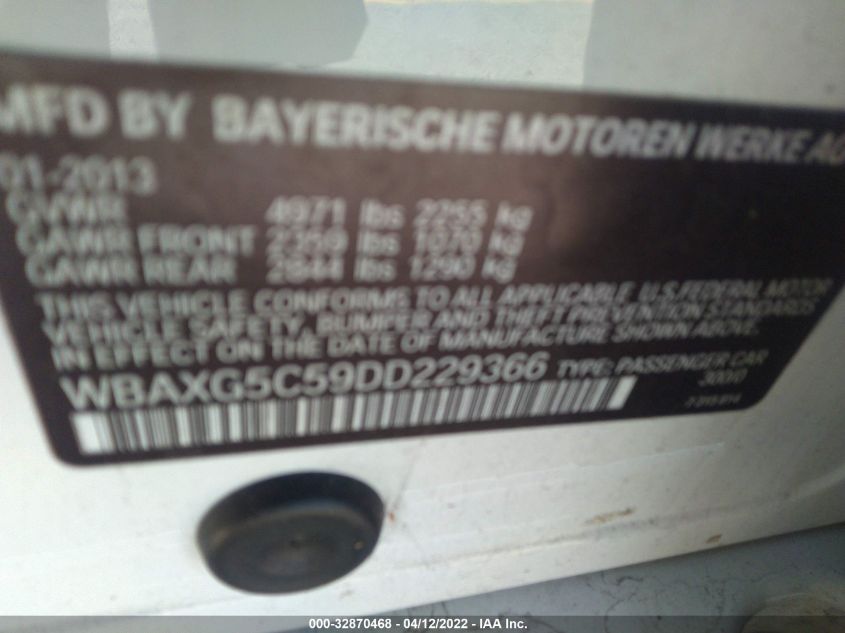 MFD BY BAYERISCHE MOTOREN WERKE AG
01-2013
GVWR 4971 lbs 2255 kg
GAWR FRONT 2359 lbs 1070 kg
GAWR REAR 2844 lbs 1290 kg
THIS VEHICLE CONFORMS TO ALL APPLICABLE U.S.FEDERAL MOTOR
VEHICLE SAFETY, BUMPER AND THEFT PREVENTION STANDARDS
IN EFFECT ON THE DATE OF MANUFACTURE SHOWN ABOVE.
WBAXG5C59DD229366 TYPE: PASSENGER CAR
000-32870468 - 04/12/2022 - IAA Inc.